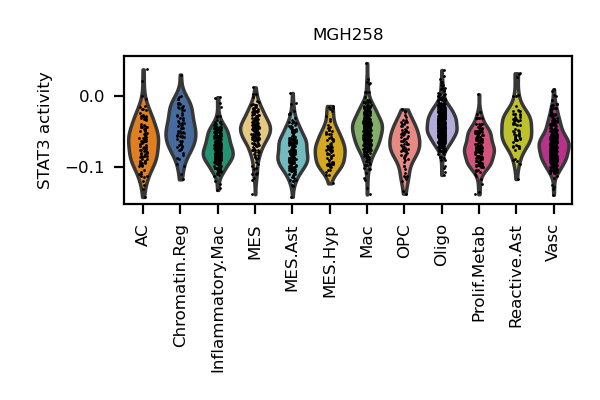 MGH258
STAT3 activity
0.0
−0.1
AC
Chromatin.Reg
Inflammatory.Mac
MES
MES.Ast
MES.Hyp
Mac
OPC
Oligo
Prolif.Metab
Reactive.Ast
Vasc